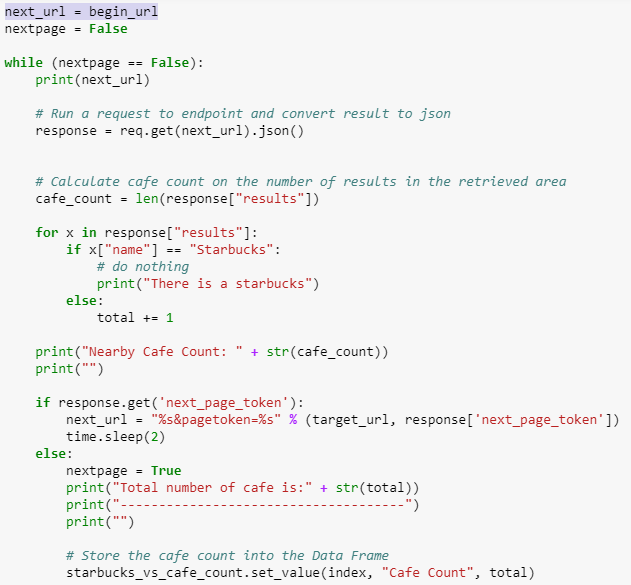 next_url = begin_url
nextpage = False
while (nextpage == False):
    print(next_url)
    # Run a request to endpoint and convert result to json
    response = req.get(next_url).json()
    # Calculate cafe count on the number of results in the retrieved area
    cafe_count = len(response["results"])
    for x in response["results"]:
        if x["name"] == "Starbucks":
            # do nothing
            print("There is a starbucks")
        else:
            total += 1
    print("Nearby Cafe Count: " + str(cafe_count))
    print("")
    if response.get('next_page_token'):
        next_url = "%s&pagetoken=%s" % (target_url, response['next_page_token'])
        time.sleep(2)
    else:
        nextpage = True
        print("Total number of cafe is:" + str(total))
        print("-------------------------------------")
        print("")
        # Store the cafe count into the Data Frame
        starbucks_vs_cafe_count.set_value(index, "Cafe Count", total)